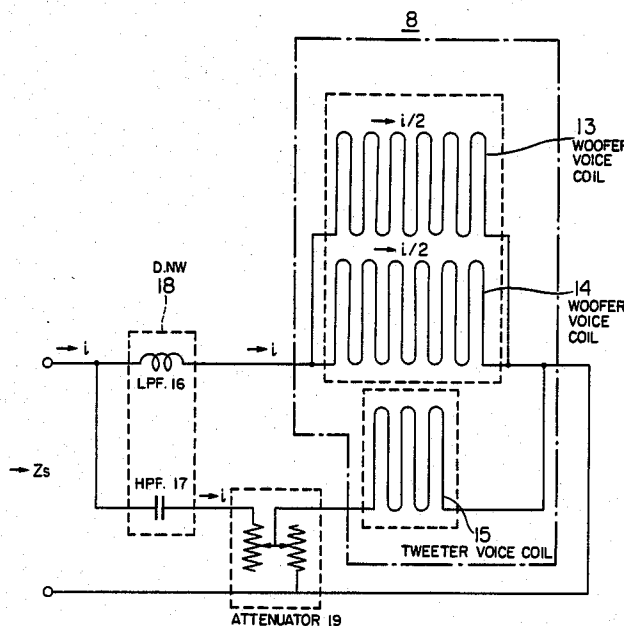 8
→ i/2
13
WOOFER
VOICE
COIL
→ i/2
14
WOOFER
VOICE
COIL
D.NW
18
→ i
→ i
LPF. 16
→ Zs
HPF. 17
→ i
15
TWEETER VOICE COIL
ATTENUATOR 19